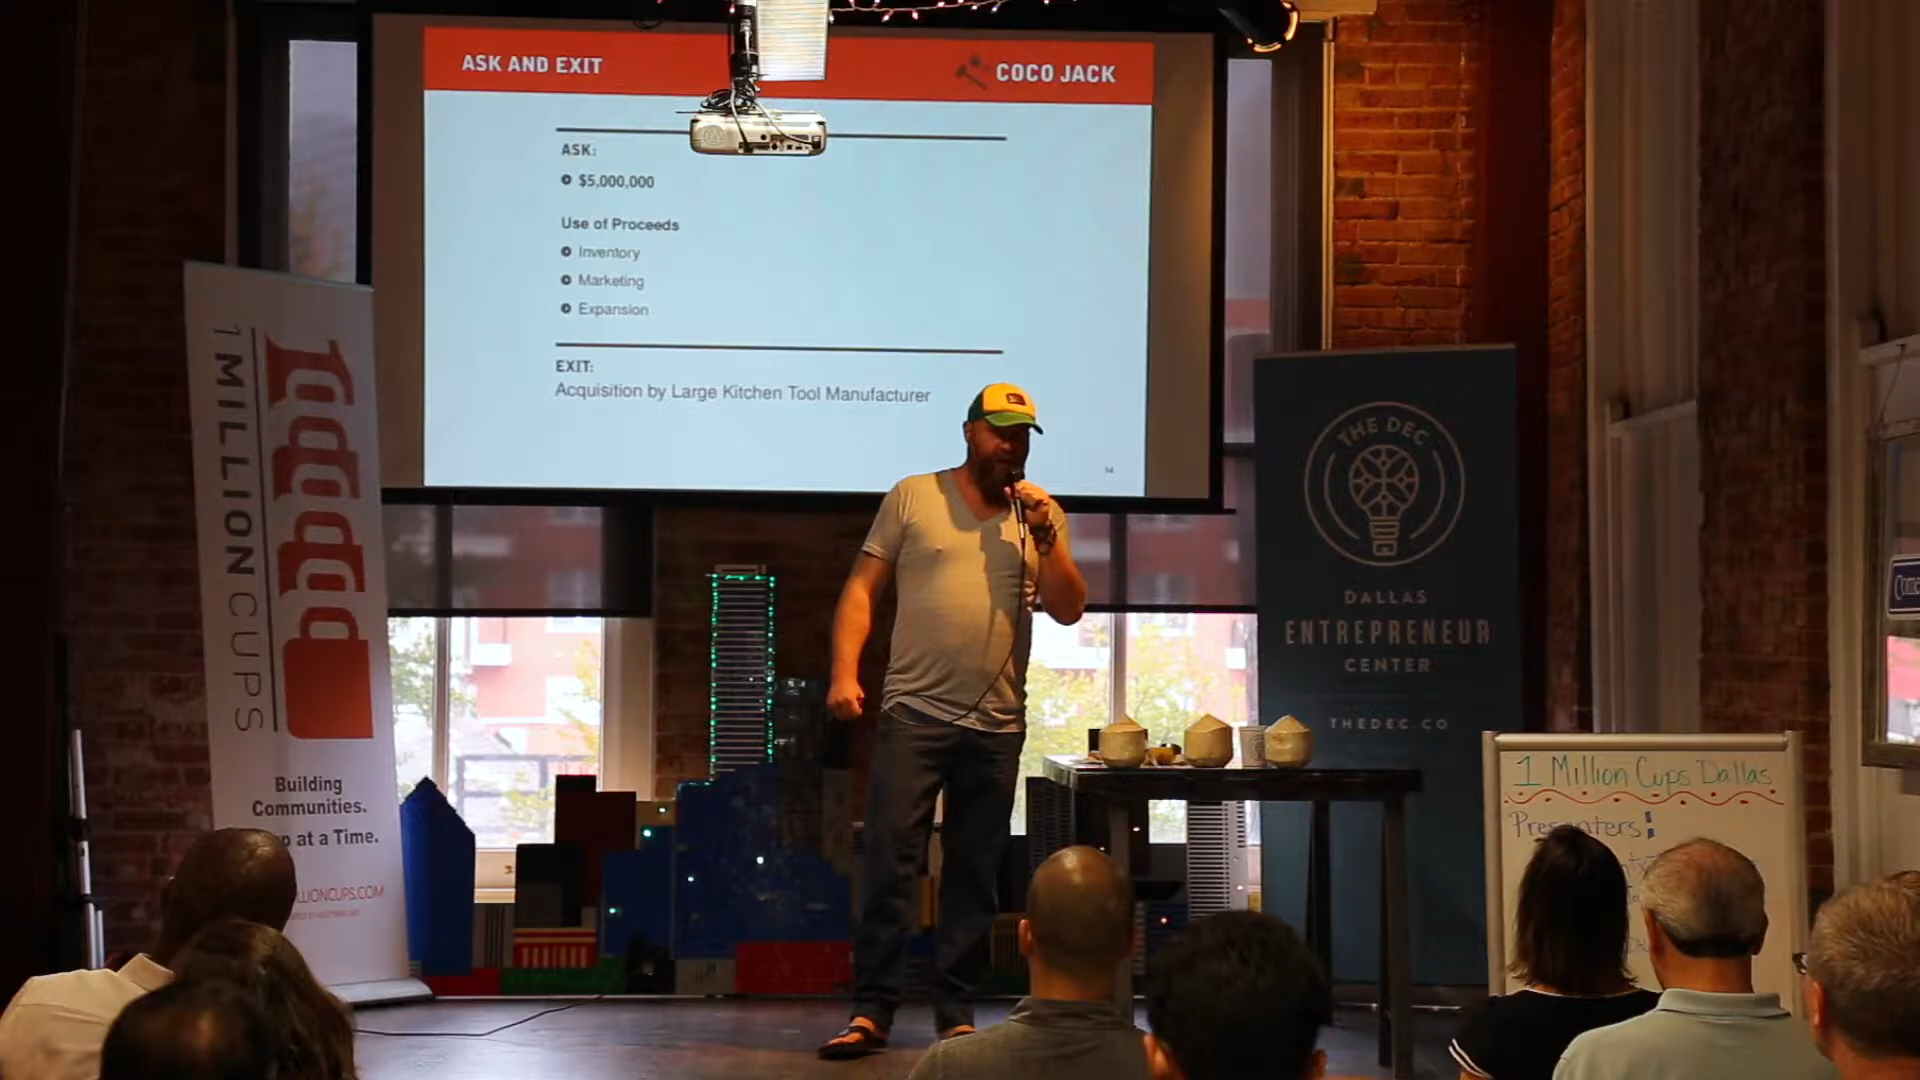 ASK AND EXIT
COCO JACK
ASK:
$5,000,000
Use of Proceeds
Inventory
Marketing
Expansion
EXIT:
Acquisition by Large Kitchen Tool Manufacturer
14
1 MILLION CUPS
Building
Communities.
at a Time.
THE DEC
DALLAS
ENTREPRENEUR
CENTER
THEDEC.CO
1 Million Cups Dallas
Presenters: